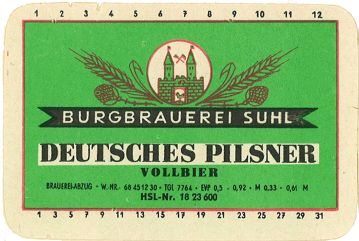 1 2 3 4 5 6 7 8 9 10 11 12
BURGBRAUEREI SUHL
DEUTSCHES PILSNER
VOLLBIER
BRAUEREI-ABZUG • W.-NR.- 68 45 12 30 • TGL 7764 • EVP 0,5 - 0,92 • M 0,33 - 0,61 M
HSL-Nr. 18 23 600
1 3 5 7 9 11 13 15 17 19 21 23 25 27 29 31